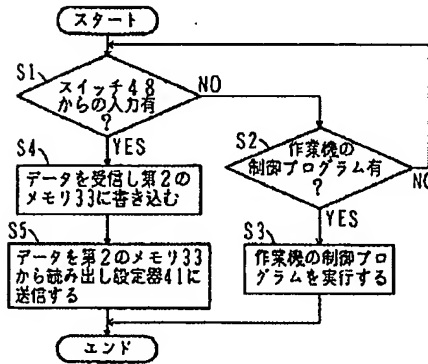 スタート
S1
スイッチ48
からの入力有
?
NO
YES
S2
作業機の
制御プログラム有
?
NO
YES
S4
データを受信し第2の
メモリ33に書き込む
S5
データを第2のメモリ33
から読み出し設定器41に
送信する
S3
作業機の制御プロ
グラムを実行する
エンド